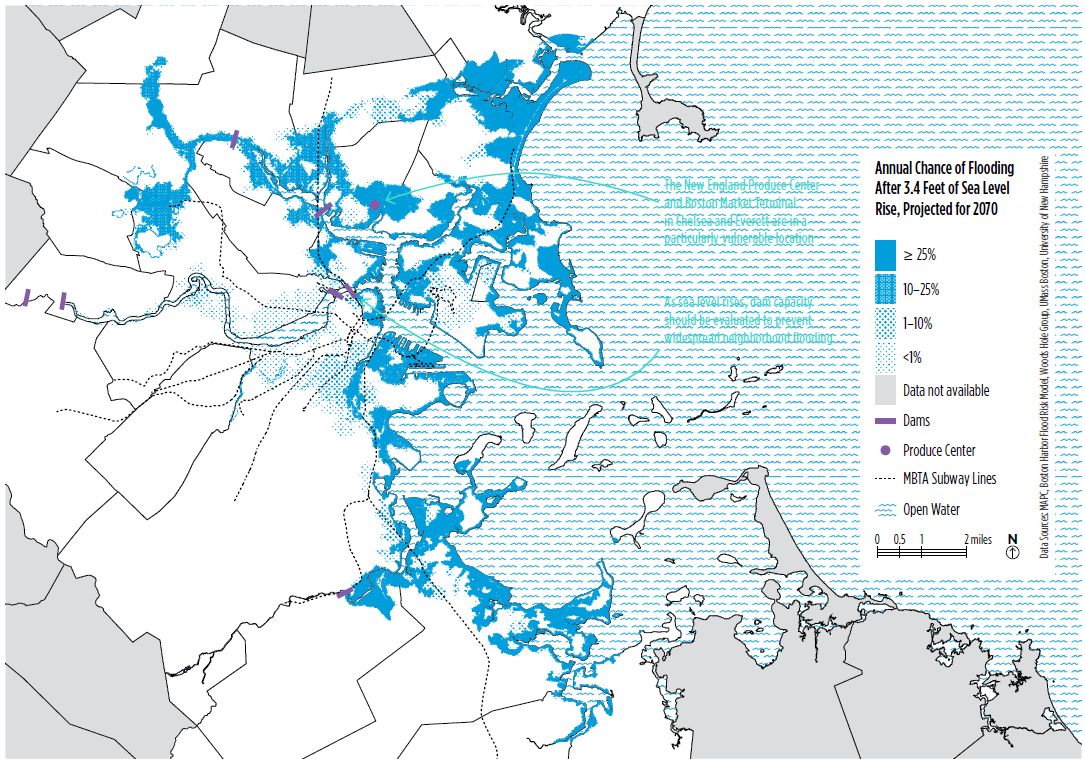 The New England Produce Center
and Boston Market Terminal
in Chelsea and Everett are in a
particularly vulnerable location
As sea level rises, dam capacity
should be evaluated to prevent
widespread neighborhood flooding
Annual Chance of Flooding
After 3.4 Feet of Sea Level
Rise, Projected for 2070
≥ 25%
10–25%
1–10%
<1%
Data not available
Dams
Produce Center
MBTA Subway Lines
Open Water
0 0.5 1 2 miles
N
Data Sources: MAPC, Boston Harbor Flood Risk Model, Woods Hole Group, UMass Boston, University of New Hampshire